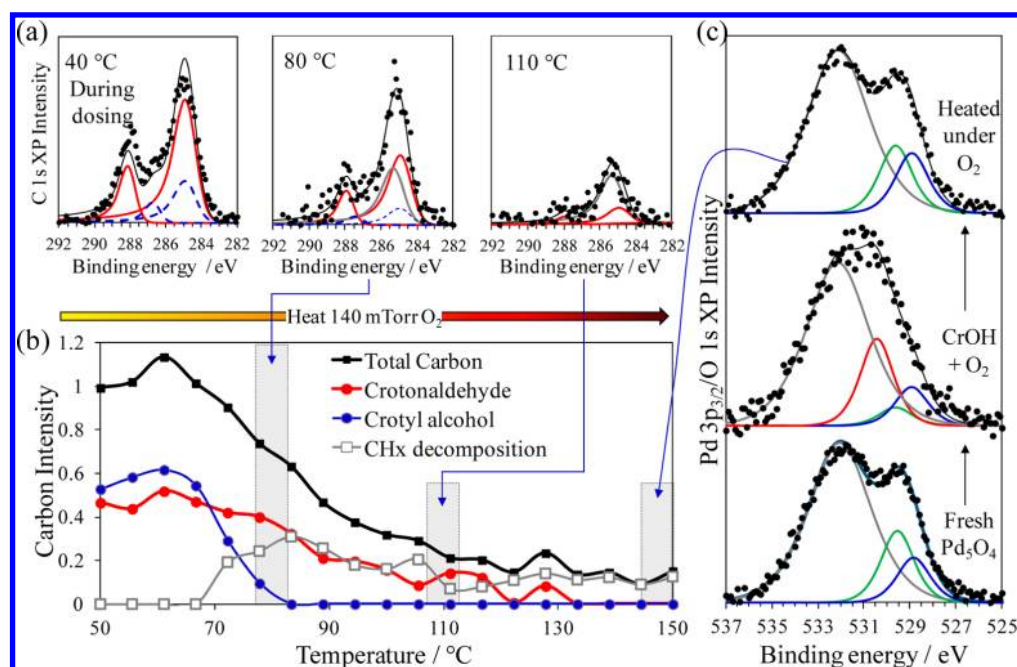 (a)
40 °C
During
dosing
80 °C
110 °C
C 1s XP Intensity
292 290 288 286 284 282
292 290 288 286 284 282
292 290 288 286 284 282
Binding energy / eV
Binding energy / eV
Binding energy / eV
Heat 140 mTorr O₂
(b)
1.2
1
0.8
0.6
0.4
0.2
0
Carbon Intensity
Total Carbon
Crotonaldehyde
Crotyl alcohol
CHx decomposition
50 70 90 110 130 150
Temperature / °C
(c)
Pd 3p₃/₂/O 1s XP Intensity
Heated
under
O₂
CrOH
+ O₂
Fresh
Pd₅O₄
537 535 533 531 529 527 525
Binding energy / eV